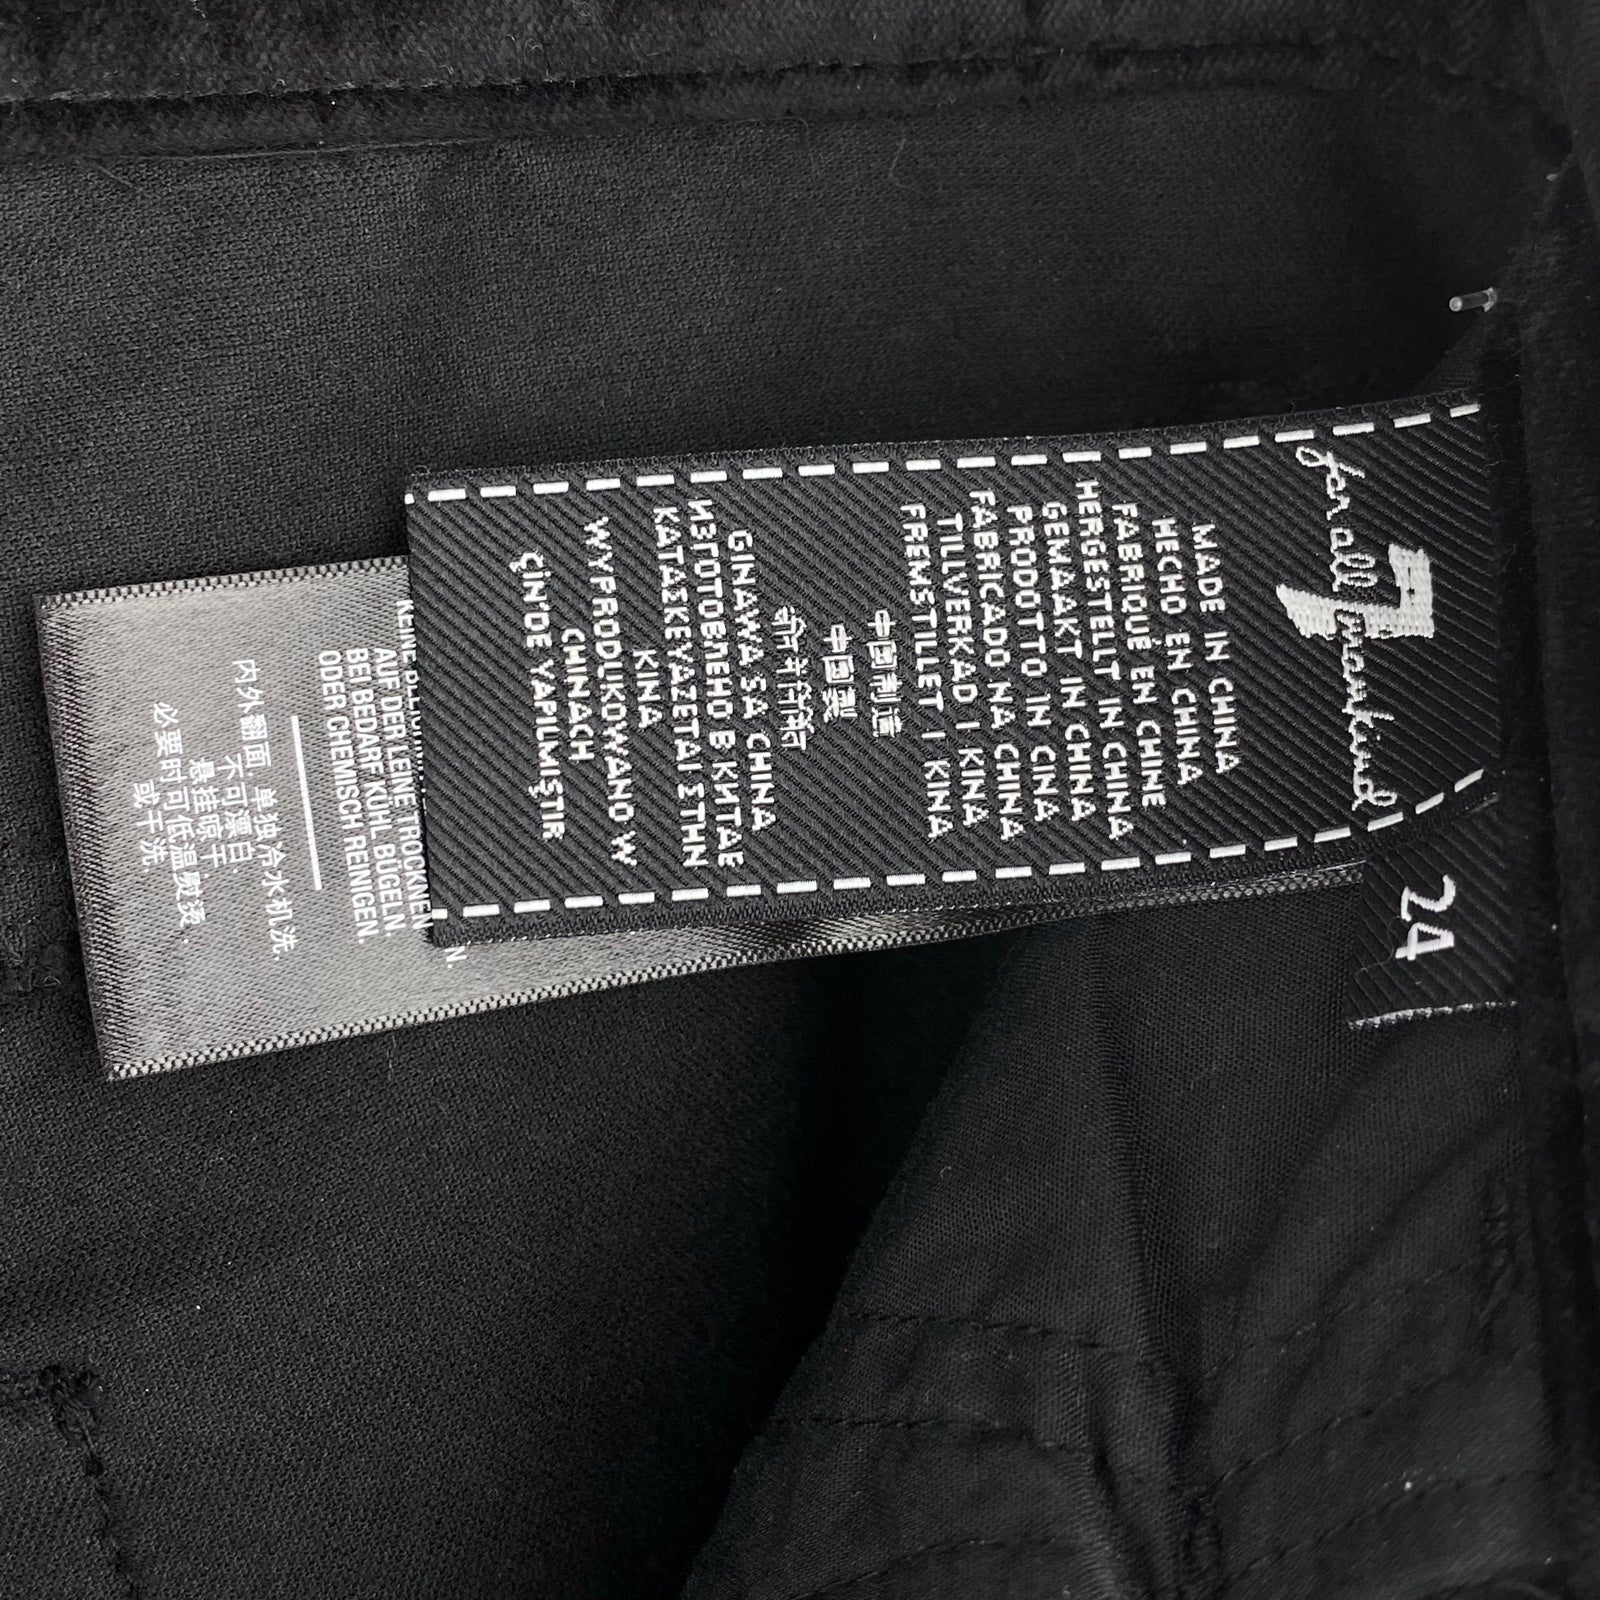 7 for all mankind
MADE IN CHINA
HECHO EN CHINA
FABRIQUE EN CHINE
HERGESTELLT IN CHINA
GEMAAKT IN CHINA
PRODOTTO IN CINA
FABRICADO NA CHINA
TILLVERKAD I KINA
FREMSTILLET I KINA
中国制造
中國製
GINAWA SA CHINA
ИЗГОТОВЛЕНО В КИТАЕ
ΚΑΤΑΣΚΕΥΑΖΕΤΑΙ ΣΤΗΝ
ΚΙΝΑ
WYPRODUKOWANO W
CHINACH
ÇİN'DE YAPILMIŞTIR
24
KEINE
AUF DER LEINE TROCKNEN
BEI BEDARF KÜHL BÜGELN.
ODER CHEMISCH REINIGEN.
内外翻面. 单独冷水机洗.
不可漂白.
悬挂晾干
必要时可低温熨烫.
或干洗.